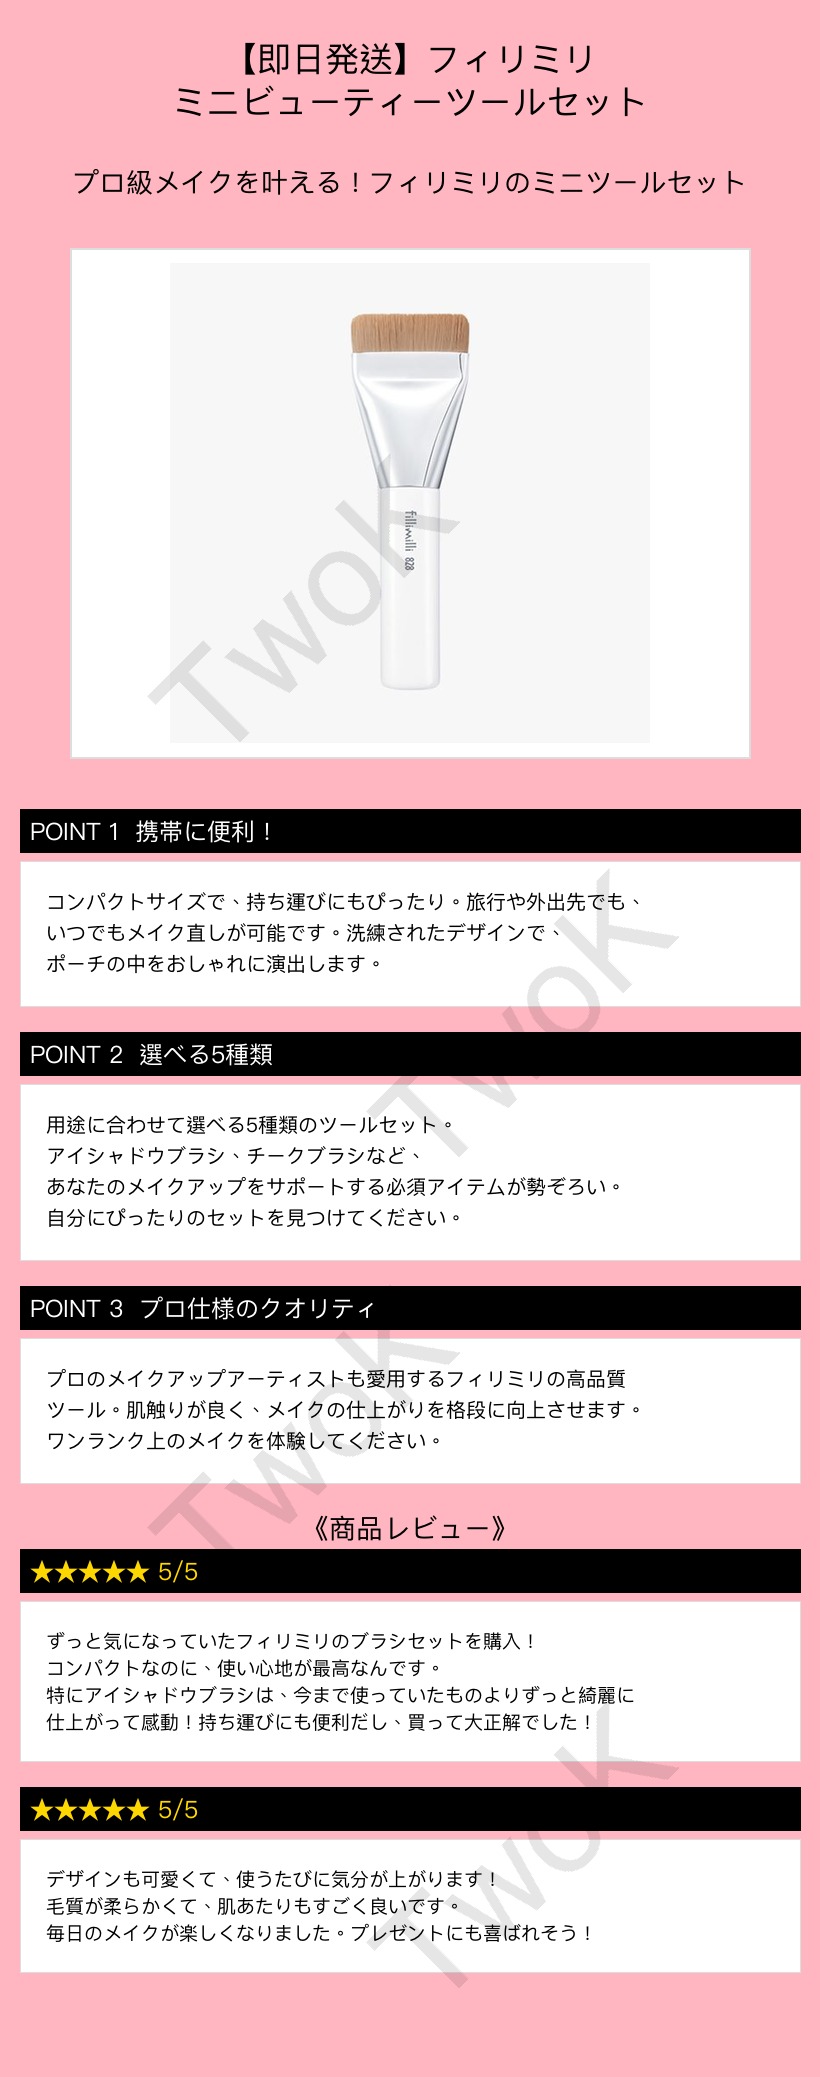 【即日発送】フィリミリ
ミニビューティーツールセット
プロ級メイクを叶える！フィリミリのミニツールセット
fillimilli 828
TwoK
POINT 1 携帯に便利！
コンパクトサイズで、持ち運びにもぴったり。旅行や外出先でも、
いつでもメイク直しが可能です。洗練されたデザインで、
ポーチの中をおしゃれに演出します。
TwoK
POINT 2 選べる5種類
用途に合わせて選べる5種類のツールセット。
アイシャドウブラシ、チークブラシなど、
あなたのメイクアップをサポートする必須アイテムが勢ぞろい。
自分にぴったりのセットを見つけてください。
POINT 3 プロ仕様のクオリティ
プロのメイクアップアーティストも愛用するフィリミリの高品質
ツール。肌触りが良く、メイクの仕上がりを格段に向上させます。
ワンランク上のメイクを体験してください。
TwoK
《商品レビュー》
★★★★★ 5/5
ずっと気になっていたフィリミリのブラシセットを購入！
コンパクトなのに、使い心地が最高なんです。
特にアイシャドウブラシは、今まで使っていたものよりずっと綺麗に
仕上がって感動！持ち運びにも便利だし、買って大正解でした！
TwoK
★★★★★ 5/5
デザインも可愛くて、使うたびに気分が上がります！
毛質が柔らかくて、肌あたりもすごく良いです。
毎日のメイクが楽しくなりました。プレゼントにも喜ばれそう！